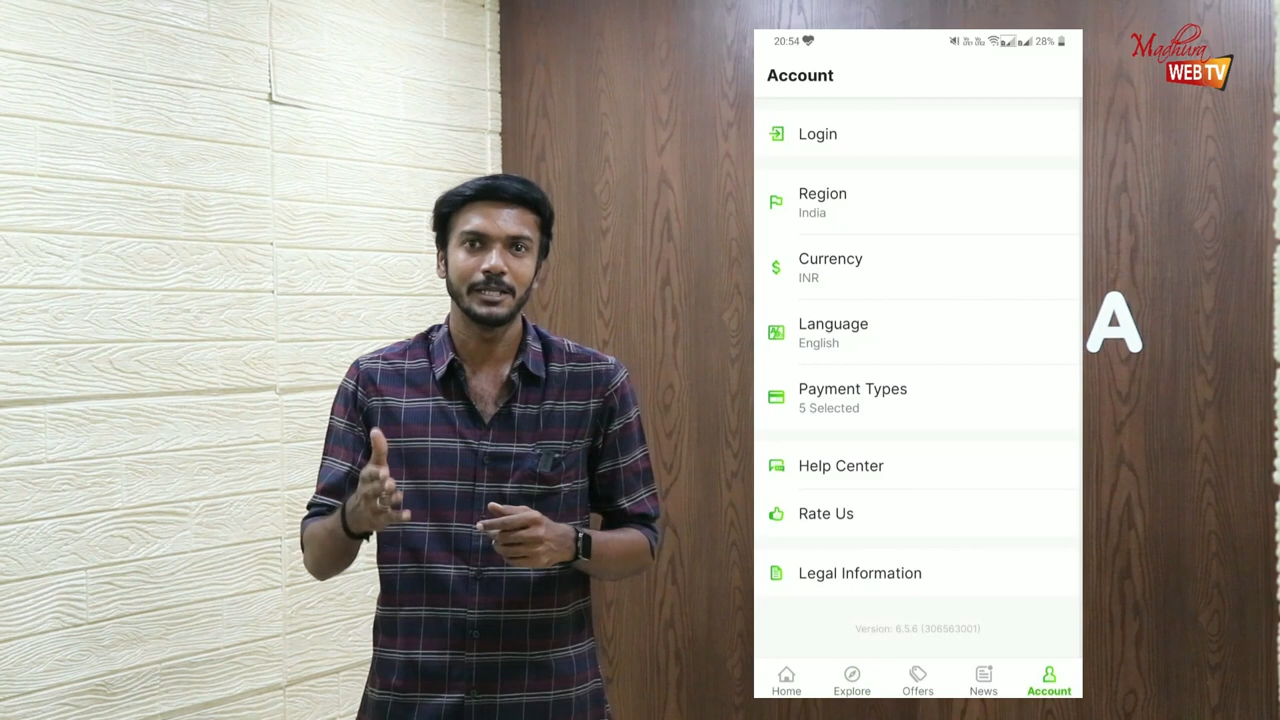 20:54
28%
Madhura
WEB TV
Account
Login
Region
India
Currency
INR
Language
English
Payment Types
5 Selected
Help Center
Rate Us
Legal Information
Version: 6.5.6 (306563001)
Home
Explore
Offers
News
Account
A